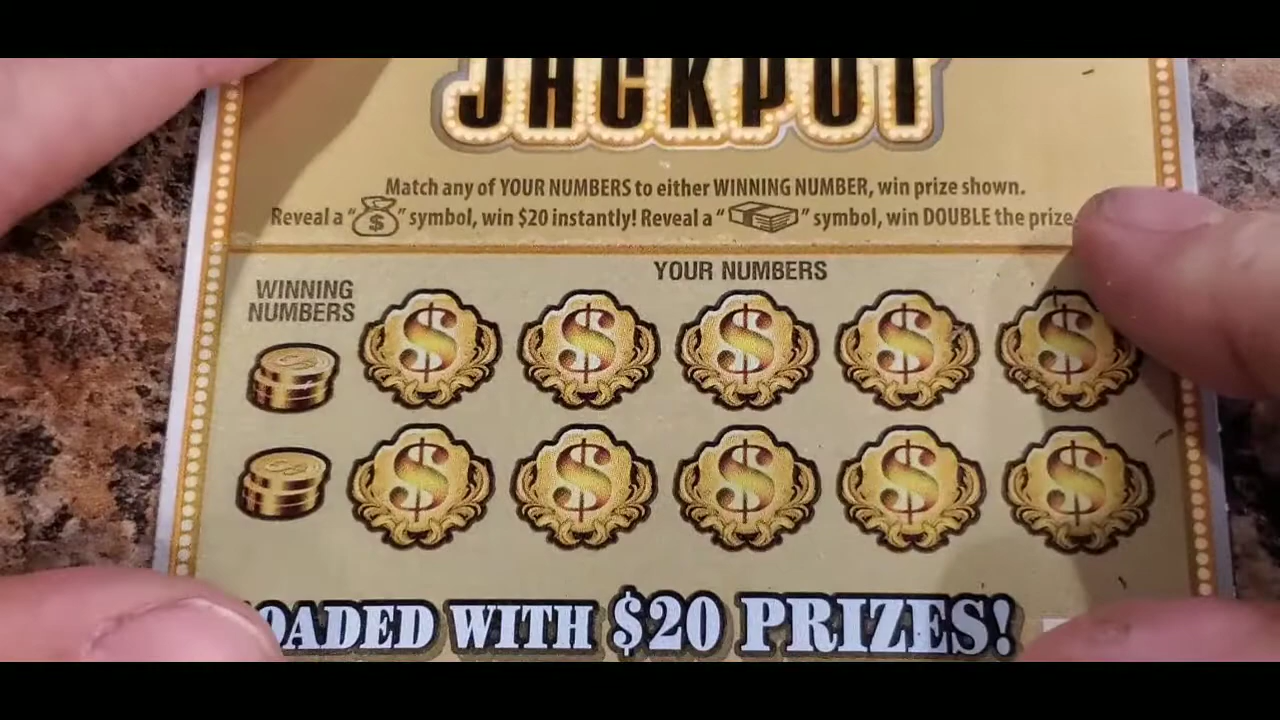 JACKPOT
Match any of YOUR NUMBERS to either WINNING NUMBER, win prize shown.
Reveal a "$" symbol, win $20 instantly! Reveal a " " symbol, win DOUBLE the prize
YOUR NUMBERS
WINNING
NUMBERS
$ $ $ $ $
$ $ $ $ $
LOADED WITH $20 PRIZES!